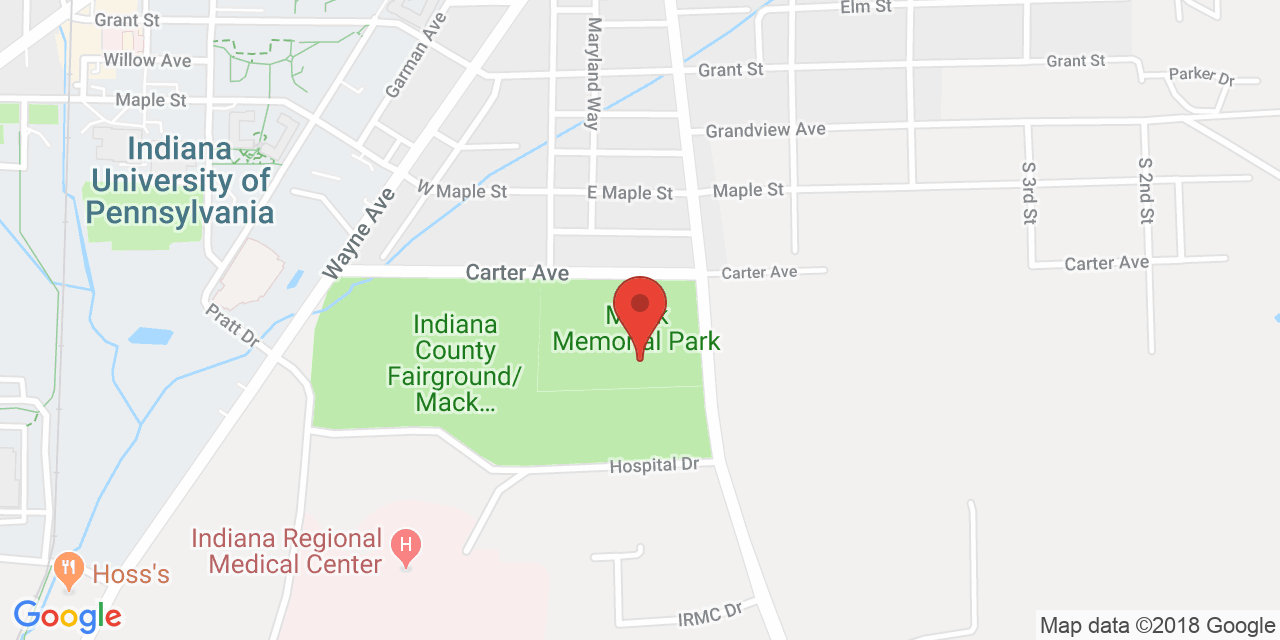 Grant St
Elm St
Garman Ave
Maryland Way
Willow Ave
Grant St
Grant St
Parker Dr
Maple St
Grandview Ave
Indiana
University of
Pennsylvania
W Maple St
E Maple St
Maple St
S 3rd St
S 2nd St
Wayne Ave
Carter Ave
Carter Ave
Carter Ave
Pratt Dr
Indiana
County
Fairground/
Mack...
Memorial Park
Hospital Dr
Indiana Regional
Medical Center
H
Hoss's
IRMC Dr
Google
Map data ©2018 Google